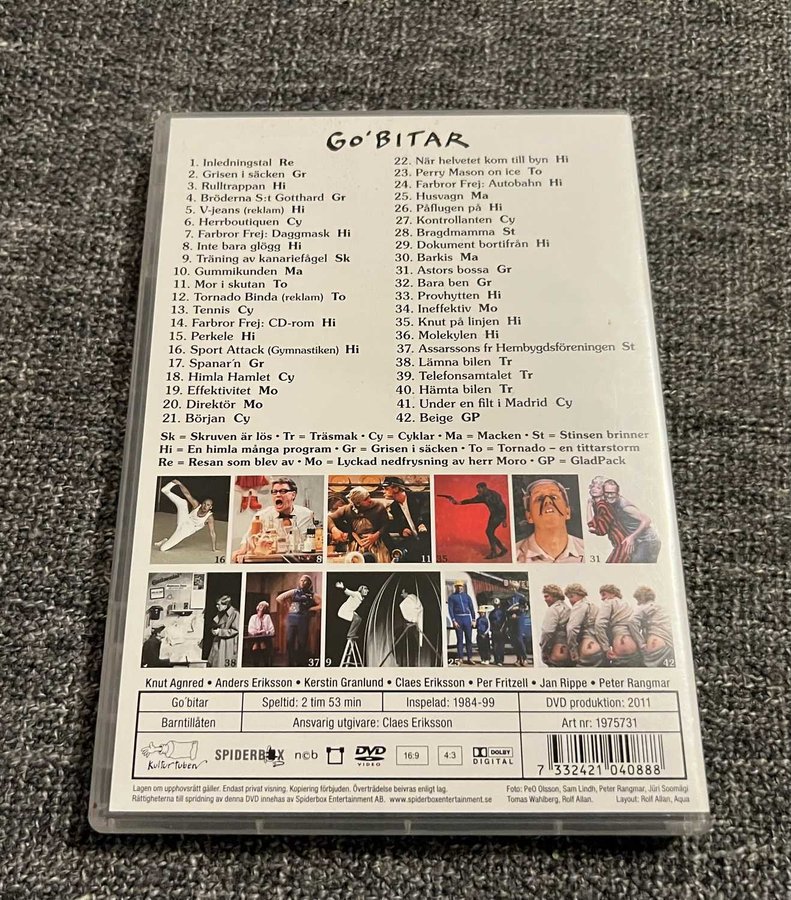 GO'BITAR
1. Inledningstal Re
2. Grisen i säcken Gr
3. Rulltrappan Hi
4. Bröderna S:t Gotthard Gr
5. V-jeans (reklam) Hi
6. Herrboutiquen Cy
7. Farbror Frej: Daggmask Hi
8. Inte bara glögg Hi
9. Träning av kanariefågel Sk
10. Gummikunden Ma
11. Mor i skutan To
12. Tornado Binda (reklam) To
13. Tennis Cy
14. Farbror Frej: CD-rom Hi
15. Perkele Hi
16. Sport Attack (Gymnastiken) Hi
17. Spanar'n Gr
18. Himla Hamlet Cy
19. Effektivitet Mo
20. Direktör Mo
21. Början Cy
22. När helvetet kom till byn Hi
23. Perry Mason on ice To
24. Farbror Frej: Autobahn Hi
25. Husvagn Ma
26. Påflugen på Hi
27. Kontrollanten Cy
28. Bragdmamma St
29. Dokument bortifrån Hi
30. Barkis Ma
31. Astors bossa Gr
32. Bara ben Gr
33. Provhytten Hi
34. Ineffektiv Mo
35. Knut på linjen Hi
36. Molekylen Hi
37. Assarssons fr Hembygdsföreningen St
38. Lämna bilen Tr
39. Telefonsamtalet Tr
40. Hämta bilen Tr
41. Under en filt i Madrid Cy
42. Beige GP
Sk = Skruven är lös • Tr = Träsmak • Cy = Cyklar • Ma = Macken • St = Stinsen brinner
Hi = En himla många program • Gr = Grisen i säcken • To = Tornado – en tittarstorm
Re = Resan som blev av • Mo = Lyckad nedfrysning av herr Moro • GP = GladPack
16 8 11 35 7 31
38 37 9 25 42
Knut Agnred • Anders Eriksson • Kerstin Granlund • Claes Eriksson • Per Fritzell • Jan Rippe • Peter Rangmar
Go'bitar Speltid: 2 tim 53 min Inspelad: 1984-99 DVD produktion: 2011
Barntillåten Ansvarig utgivare: Claes Eriksson Art nr: 1975731
Kulturtuben SPIDERBOX ncb DVD VIDEO 16:9 4:3 DOLBY DIGITAL
7 332421 040888
Lagen om upphovsrätt gäller. Endast privat visning. Kopiering förbjuden. Överträdelse beivras enligt lag.
Rättigheterna till spridning av denna DVD innehas av Spiderbox Entertainment AB. www.spiderboxentertainment.se
Foto: PeO Olsson, Sam Lindh, Peter Rangmar, Jüri Soomägi
Tomas Wahlberg, Rolf Allan. Layout: Rolf Allan, Aqua